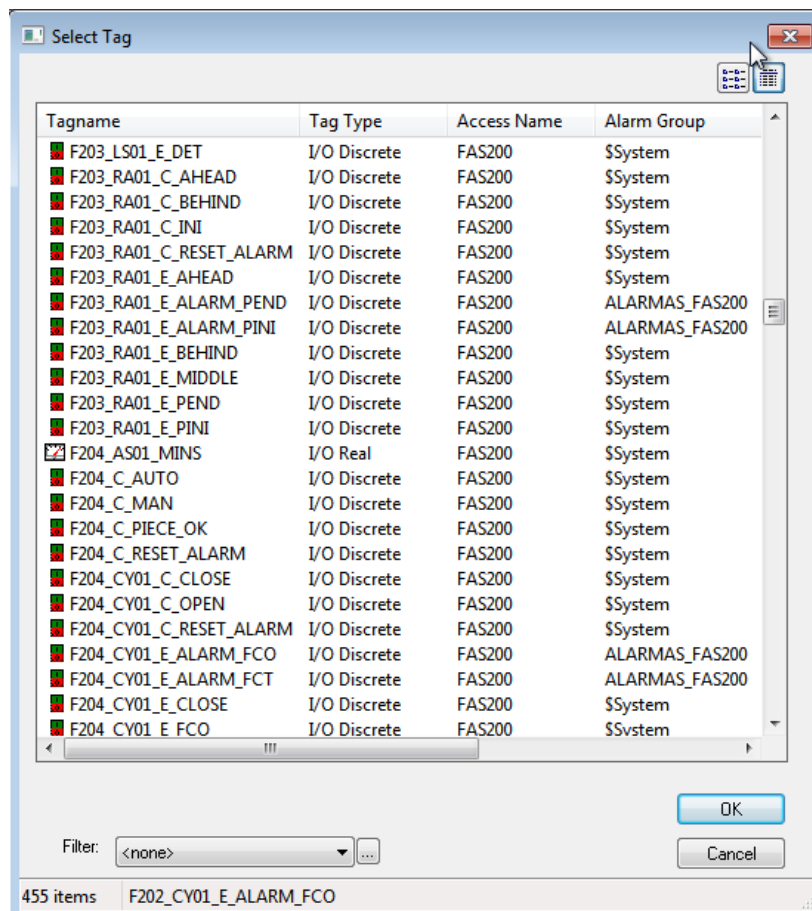 Select Tag
Tagname Tag Type Access Name Alarm Group
F203_LS01_E_DET I/O Discrete FAS200 $System
F203_RA01_C_AHEAD I/O Discrete FAS200 $System
F203_RA01_C_BEHIND I/O Discrete FAS200 $System
F203_RA01_C_INI I/O Discrete FAS200 $System
F203_RA01_C_RESET_ALARM I/O Discrete FAS200 $System
F203_RA01_E_AHEAD I/O Discrete FAS200 $System
F203_RA01_E_ALARM_PEND I/O Discrete FAS200 ALARMAS_FAS200
F203_RA01_E_ALARM_PINI I/O Discrete FAS200 ALARMAS_FAS200
F203_RA01_E_BEHIND I/O Discrete FAS200 $System
F203_RA01_E_MIDDLE I/O Discrete FAS200 $System
F203_RA01_E_PEND I/O Discrete FAS200 $System
F203_RA01_E_PINI I/O Discrete FAS200 $System
F204_AS01_MINS I/O Real FAS200 $System
F204_C_AUTO I/O Discrete FAS200 $System
F204_C_MAN I/O Discrete FAS200 $System
F204_C_PIECE_OK I/O Discrete FAS200 $System
F204_C_RESET_ALARM I/O Discrete FAS200 $System
F204_CY01_C_CLOSE I/O Discrete FAS200 $System
F204_CY01_C_OPEN I/O Discrete FAS200 $System
F204_CY01_C_RESET_ALARM I/O Discrete FAS200 $System
F204_CY01_E_ALARM_FCO I/O Discrete FAS200 ALARMAS_FAS200
F204_CY01_E_ALARM_FCT I/O Discrete FAS200 ALARMAS_FAS200
F204_CY01_E_CLOSE I/O Discrete FAS200 $System
F204_CY01_E_FCO I/O Discrete FAS200 $System
OK
Filter: <none> ...
Cancel
455 items F202_CY01_E_ALARM_FCO